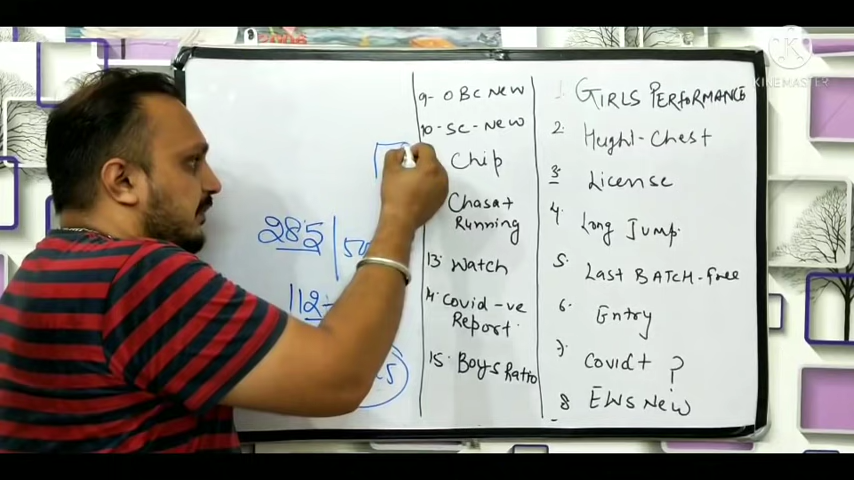 KINEMASTER
9- OBC NEW
10- SC-NEW
Chip
Chasat
Running
13. Watch
14. Covid-ve
Report.
15. Boys Ratio
1 GIRLS PERFORMANCE
2. Hught-Chest
3. License
4. Long Jump.
5. Last BATCH-free
6. Entry
7. Covid+ ?
8 EWS New
285
112-